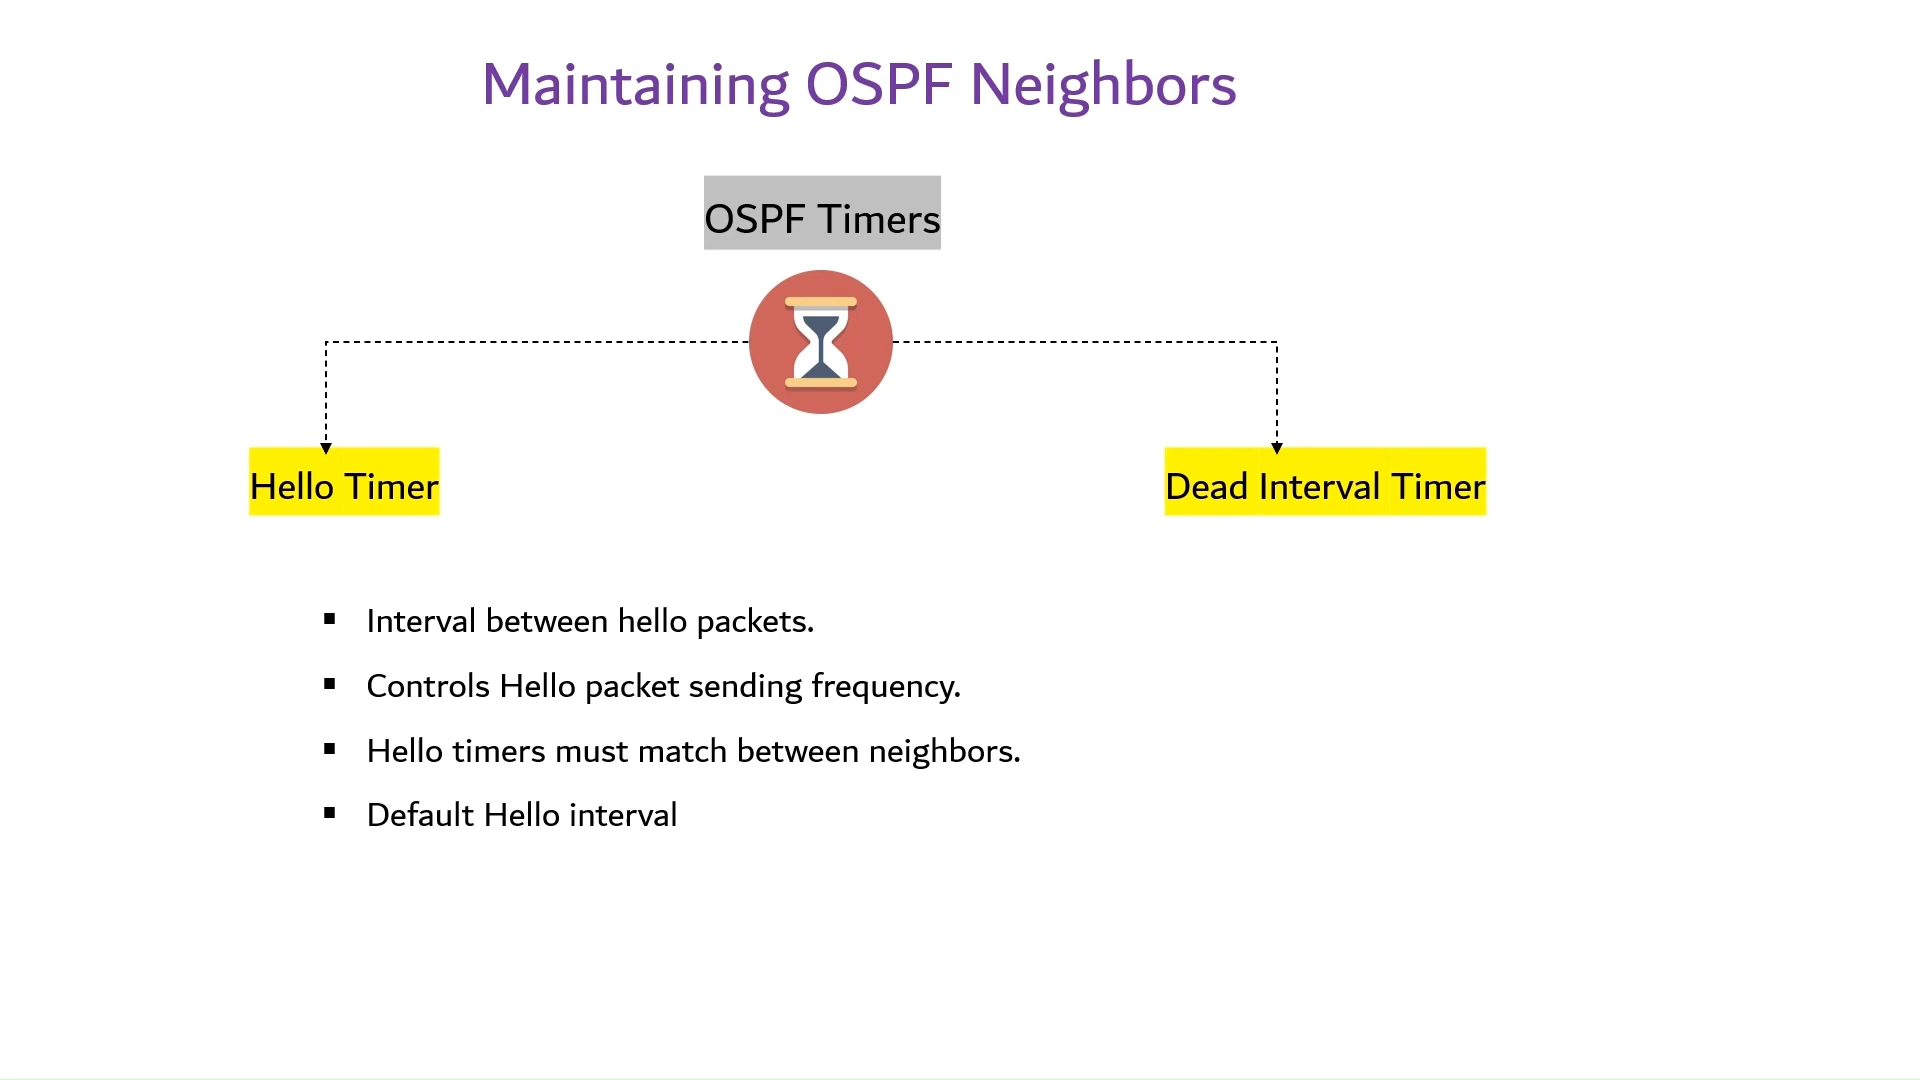 Maintaining OSPF Neighbors
OSPF Timers
Hello Timer
Dead Interval Timer
▪ Interval between hello packets.
▪ Controls Hello packet sending frequency.
▪ Hello timers must match between neighbors.
▪ Default Hello interval